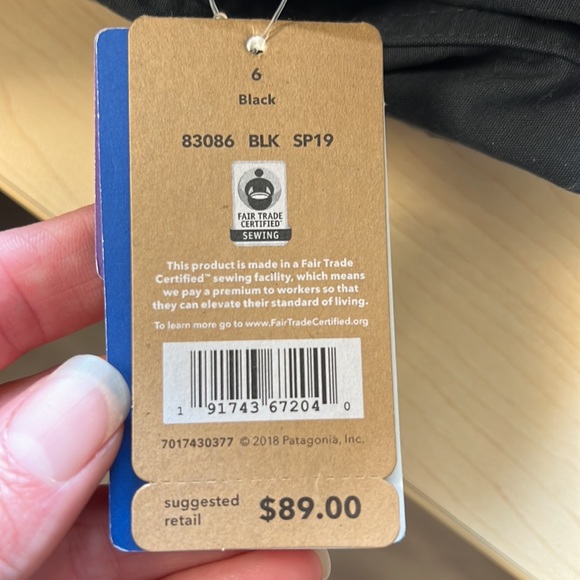 6
Black
83086 BLK SP19
FAIR TRADE
CERTIFIED
SEWING
This product is made in a Fair Trade
Certified™ sewing facility, which means
we pay a premium to workers so that
they can elevate their standard of living.
To learn more go to www.FairTradeCertified.org
1 91743 67204 0
7017430377 © 2018 Patagonia, Inc.
suggested
retail
$89.00